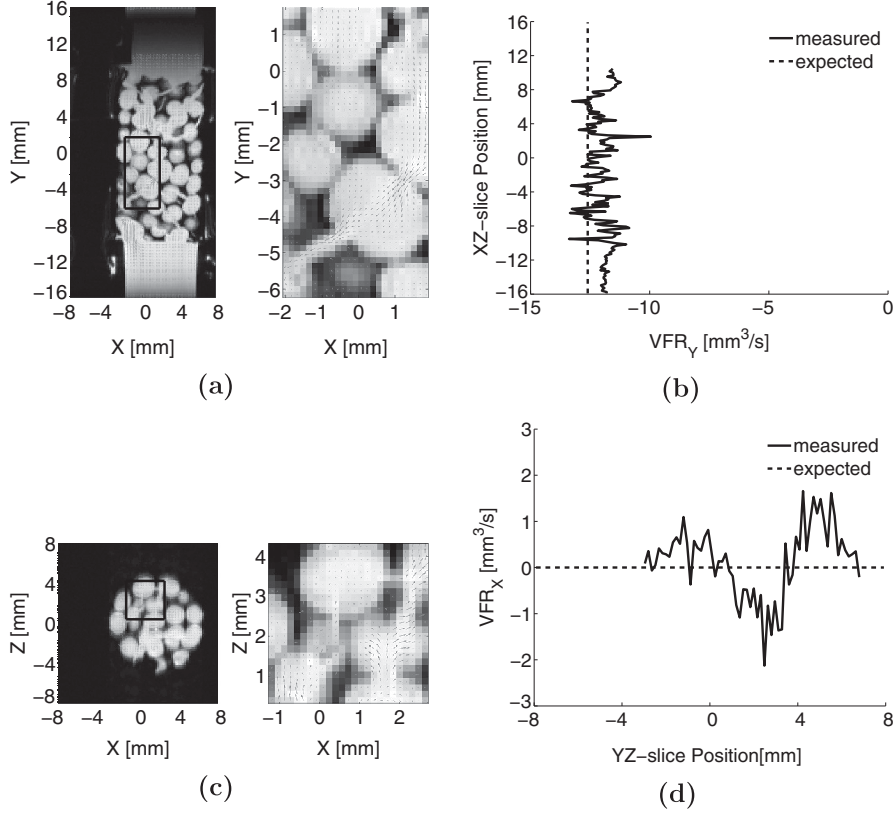 16
12
8
4
0
−4
−8
−12
−16
Y [mm]
−8 −4 0 4 8
X [mm]
1
0
−1
−2
−3
−4
−5
−6
Y [mm]
−2 −1 0 1
X [mm]
(a)
16
12
8
4
0
−4
−8
−12
−16
XZ−slice Position [mm]
measured
expected
−15 −10 −5 0
VFR_Y [mm³/s]
(b)
8
4
0
−4
−8
Z [mm]
−8 −4 0 4 8
X [mm]
4
3
2
1
Z [mm]
−1 0 1 2
X [mm]
(c)
3
2
1
0
−1
−2
−3
VFR_X [mm³/s]
measured
expected
−8 −4 0 4 8
YZ−slice Position[mm]
(d)